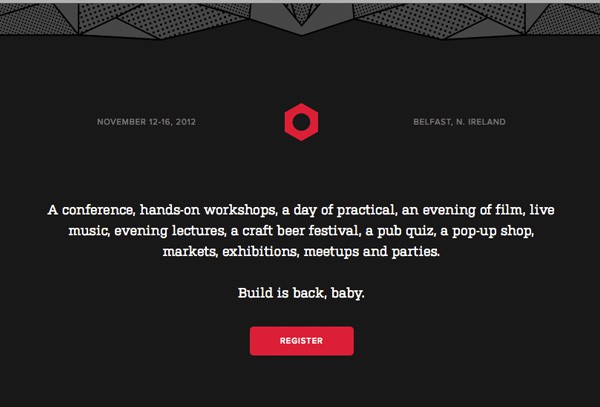 NOVEMBER 12-16, 2012
BELFAST, N. IRELAND
A conference, hands-on workshops, a day of practical, an evening of film, live
music, evening lectures, a craft beer festival, a pub quiz, a pop-up shop,
markets, exhibitions, meetups and parties.
Build is back, baby.
REGISTER